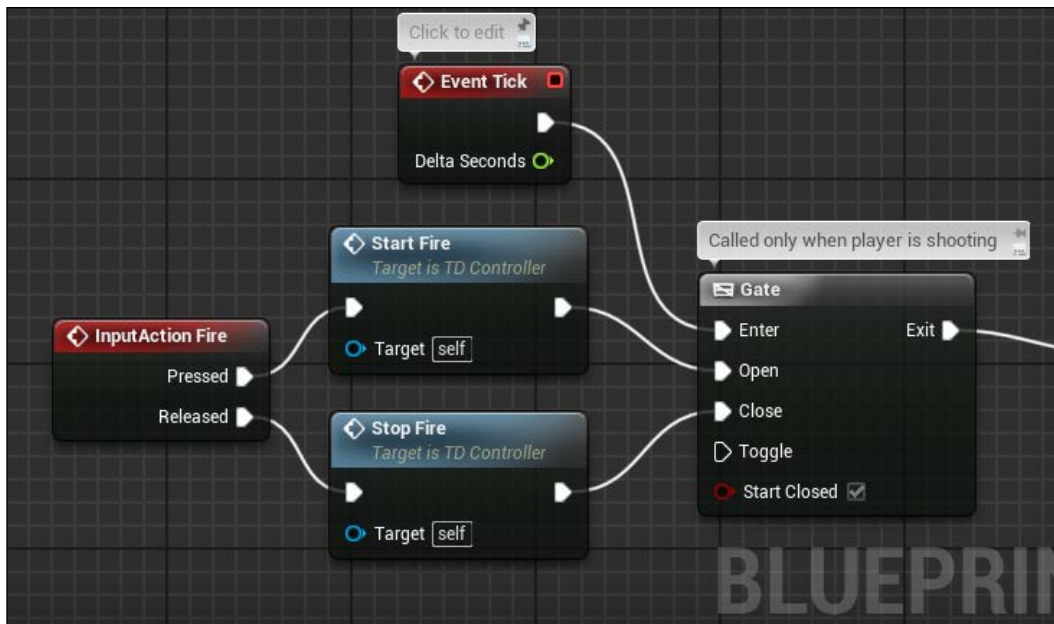 Click to edit
Event Tick
Delta Seconds
Start Fire
Target is TD Controller
Target self
InputAction Fire
Pressed
Released
Stop Fire
Target is TD Controller
Target self
Called only when player is shooting
Gate
Enter Exit
Open
Close
Toggle
Start Closed
BLUEPRIN